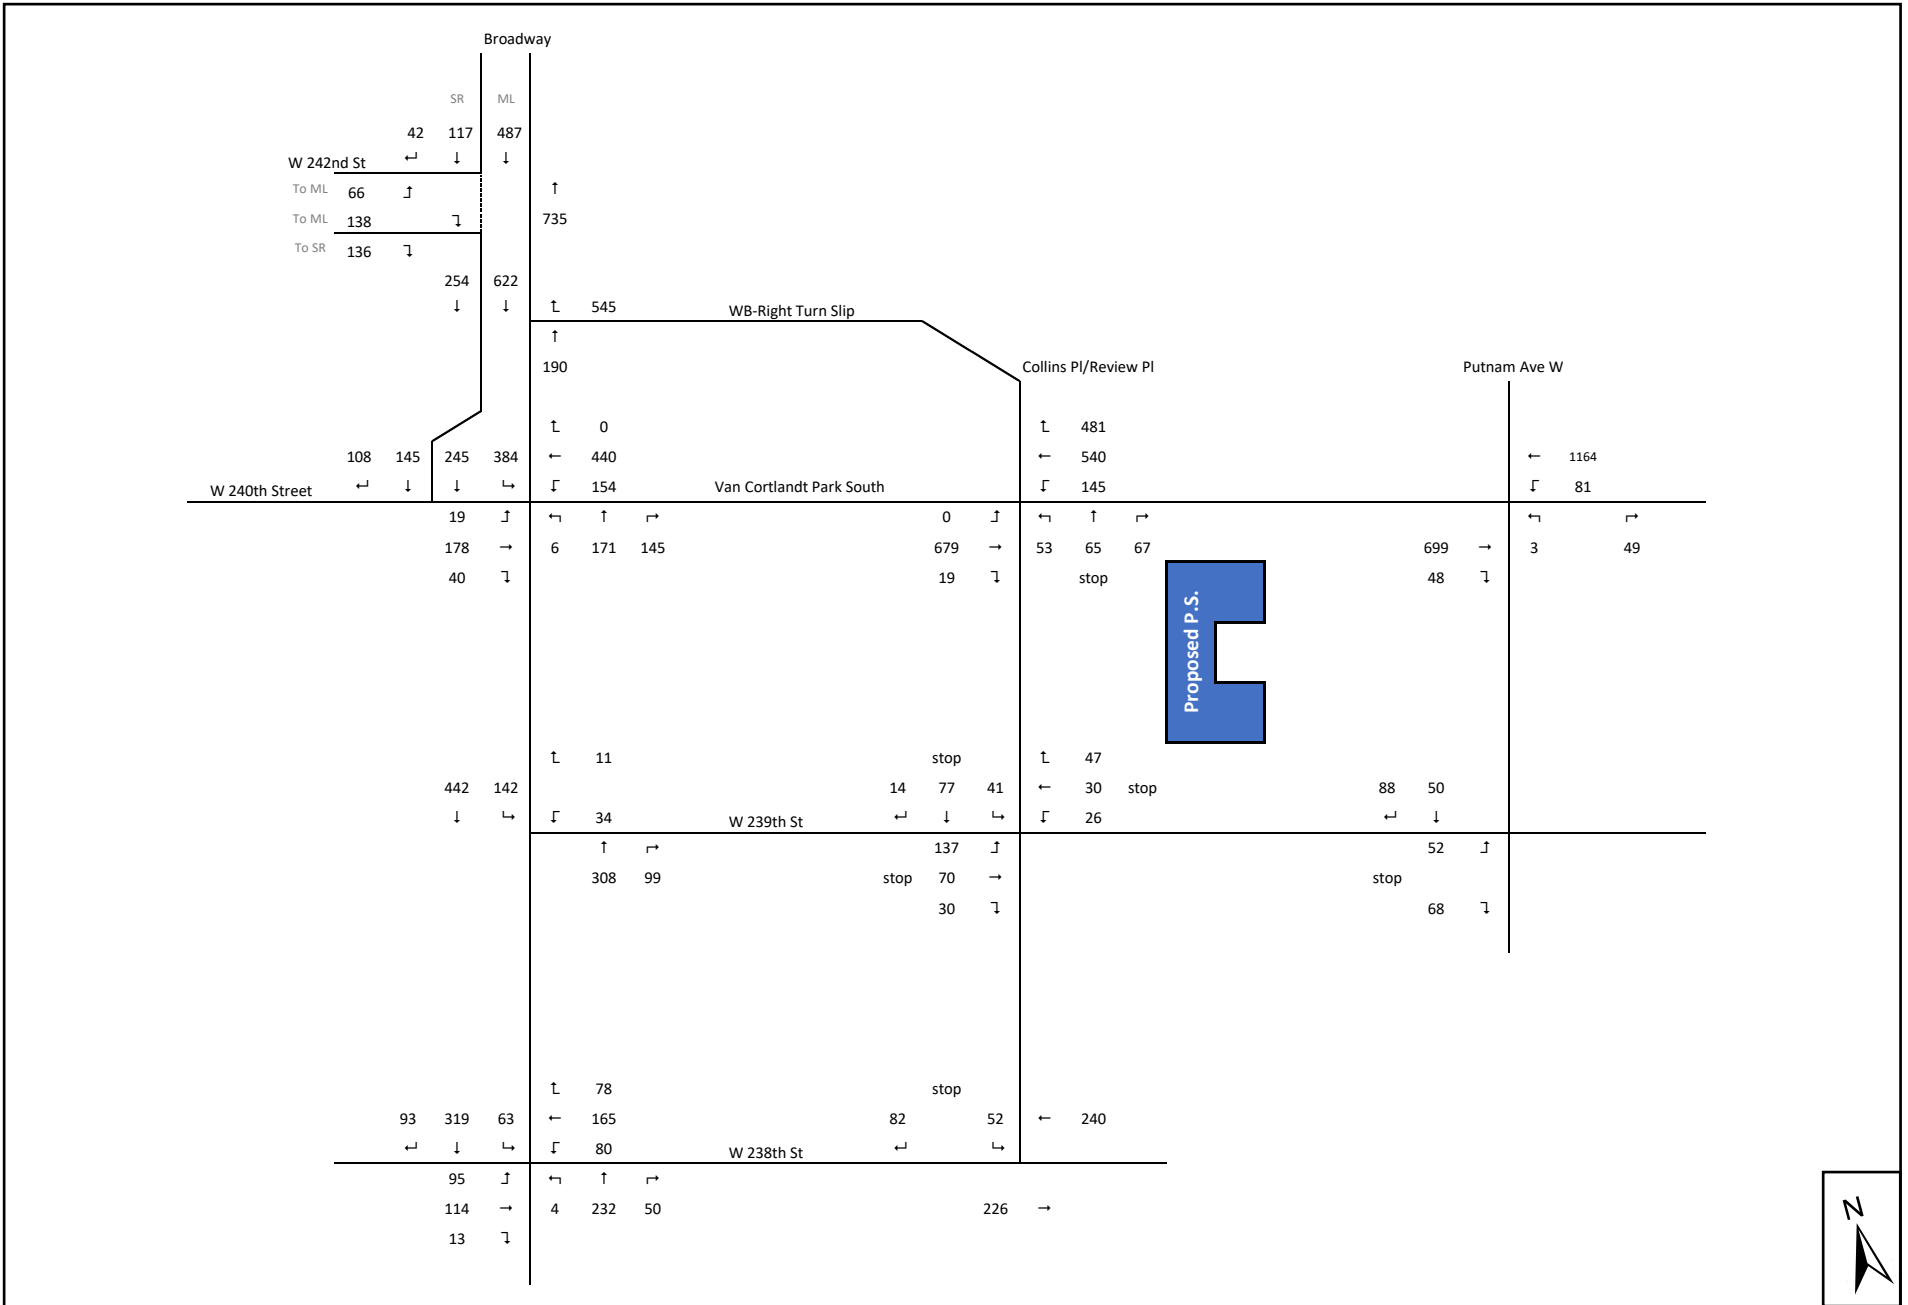 Broadway
SR ML
42 117 487
W 242nd St ↵ ↓ ↓
To ML 66 ↑
To ML 138 735
To SR 136
254 622
↓ ↓ 545 WB-Right Turn Slip
↑
190 Collins Pl/Review Pl Putnam Ave W
0 481
108 145 245 384 ← 440 ← 540 ← 1164
W 240th Street 154 Van Cortlandt Park South 145 81
19 0
178 → 6 171 145 679 → 53 65 67 699 → 3 49
40 19 stop 48
Proposed P.S.
11 stop 47
442 142 14 77 41 ← 30 stop 88 50
34 W 239th St 26
137 52
308 99 stop 70 → stop
30 68
78 stop
93 319 63 ← 165 82 52 ← 240
80 W 238th St
95
114 → 4 232 50 226 →
13
N